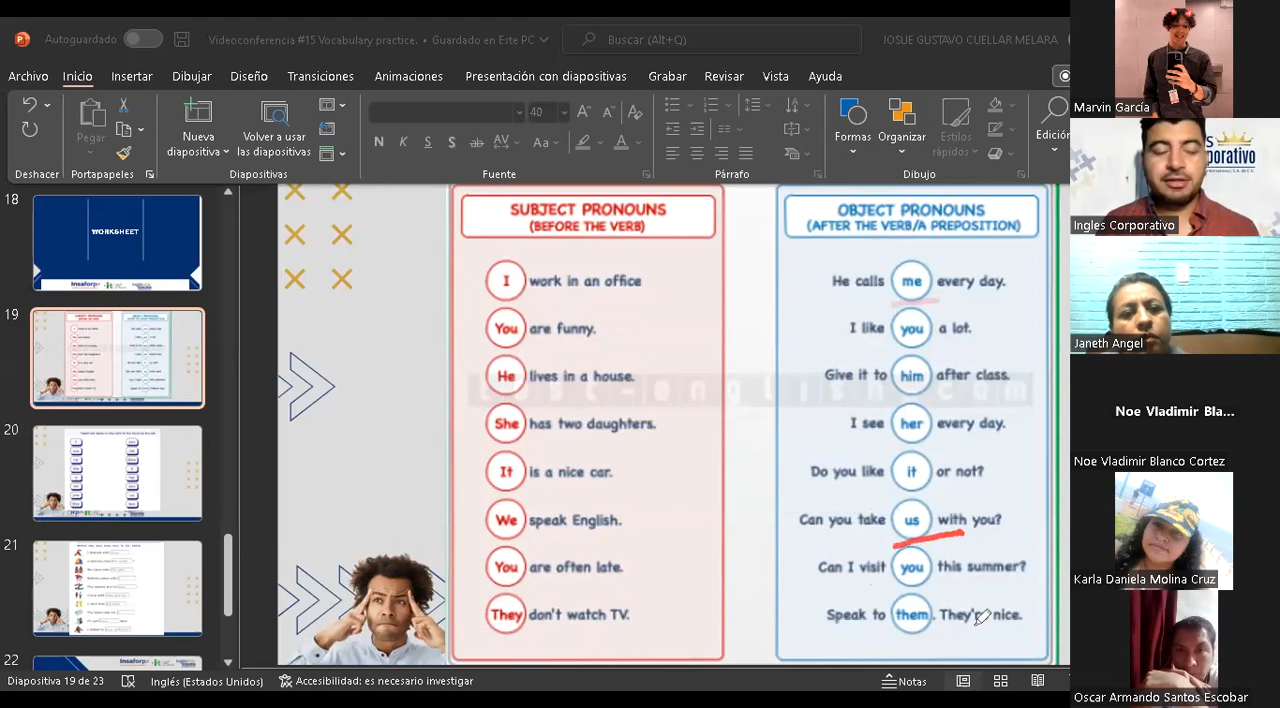 Autoguardado
Videoconferencia #15 Vocabulary practice. • Guardado en Este PC
Buscar (Alt+Q)
JOSUE GUSTAVO CUELLAR MELARA
Archivo Inicio Insertar Dibujar Diseño Transiciones Animaciones Presentación con diapositivas Grabar Revisar Vista Ayuda
Pegar
Nueva diapositiva
Volver a usar las diapositivas
40
N K S S ab AV Aa A
Formas Organizar Estilos rápidos Edición
Deshacer Portapapeles Diapositivas Fuente Párrafo Dibujo
18
WORKSHEET
19
20
21
22
SUBJECT PRONOUNS
(BEFORE THE VERB)
I work in an office
You are funny.
He lives in a house.
She has two daughters.
It is a nice car.
We speak English.
You are often late.
They don't watch TV.
OBJECT PRONOUNS
(AFTER THE VERB/A PREPOSITION)
He calls me every day.
I like you a lot.
Give it to him after class.
I see her every day.
Do you like it or not?
Can you take us with you?
Can I visit you this summer?
Speak to them. They nice.
Diapositiva 19 de 23
Inglés (Estados Unidos)
Accesibilidad: es necesario investigar
Notas
Marvin García
Ingles Corporativo
Janeth Angel
Noe Vladimir Bla...
Noe Vladimir Blanco Cortez
Karla Daniela Molina Cruz
Oscar Armando Santos Escobar